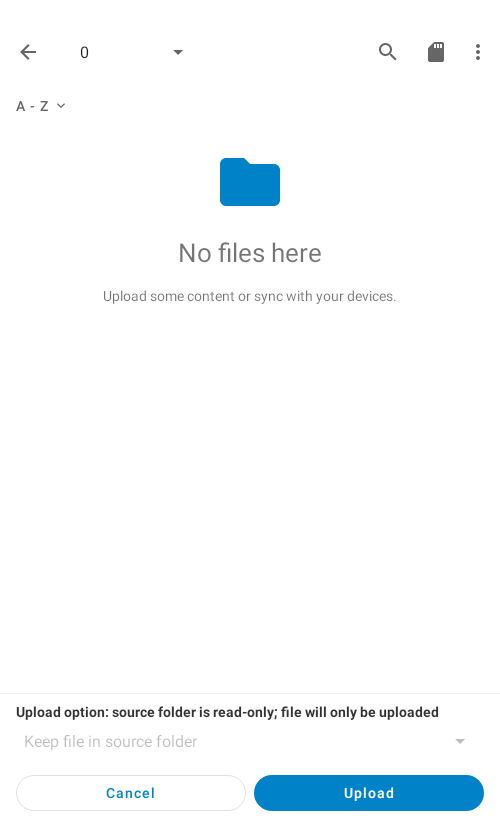 0
A - Z
No files here
Upload some content or sync with your devices.
Upload option: source folder is read-only; file will only be uploaded
Keep file in source folder
Cancel
Upload